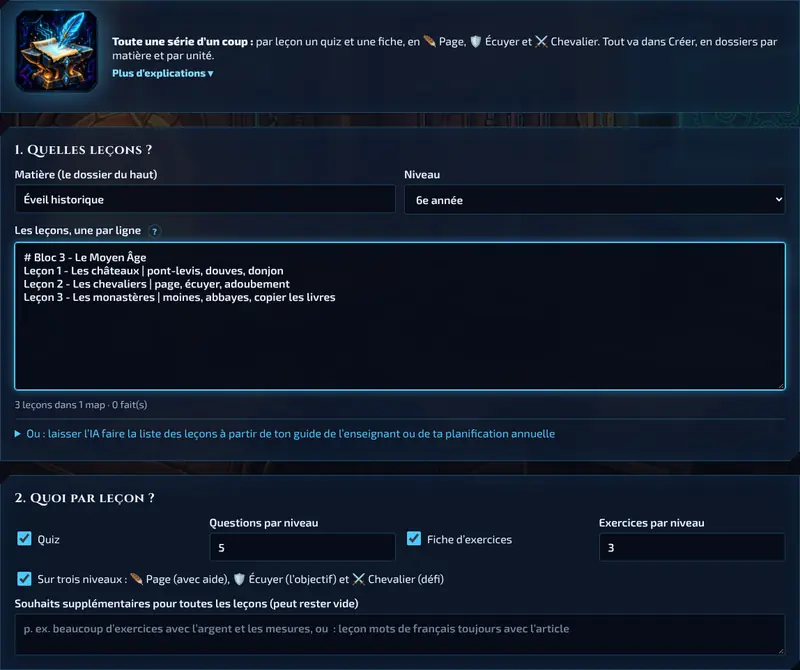 Toute une série d'un coup : par leçon un quiz et une fiche, en 🪶 Page, 🛡️ Écuyer et ⚔️ Chevalier. Tout va dans Créer, en dossiers par
matière et par unité.
Plus d'explications ▾
1. Quelles leçons ?
Matière (le dossier du haut)
Niveau
Éveil historique
6e année
Les leçons, une par ligne ?
# Bloc 3 - Le Moyen Âge
Leçon 1 - Les châteaux | pont-levis, douves, donjon
Leçon 2 - Les chevaliers | page, écuyer, adoubement
Leçon 3 - Les monastères | moines, abbayes, copier les livres
3 leçons dans 1 map · 0 fait(s)
▶ Ou : laisser l'IA faire la liste des leçons à partir de ton guide de l'enseignant ou de ta planification annuelle
2. Quoi par leçon ?
Quiz
Questions par niveau
5
Fiche d'exercices
Exercices par niveau
3
Sur trois niveaux : 🪶 Page (avec aide), 🛡️ Écuyer (l'objectif) et ⚔️ Chevalier (défi)
Souhaits supplémentaires pour toutes les leçons (peut rester vide)
p. ex. beaucoup d'exercices avec l'argent et les mesures, ou : leçon mots de français toujours avec l'article